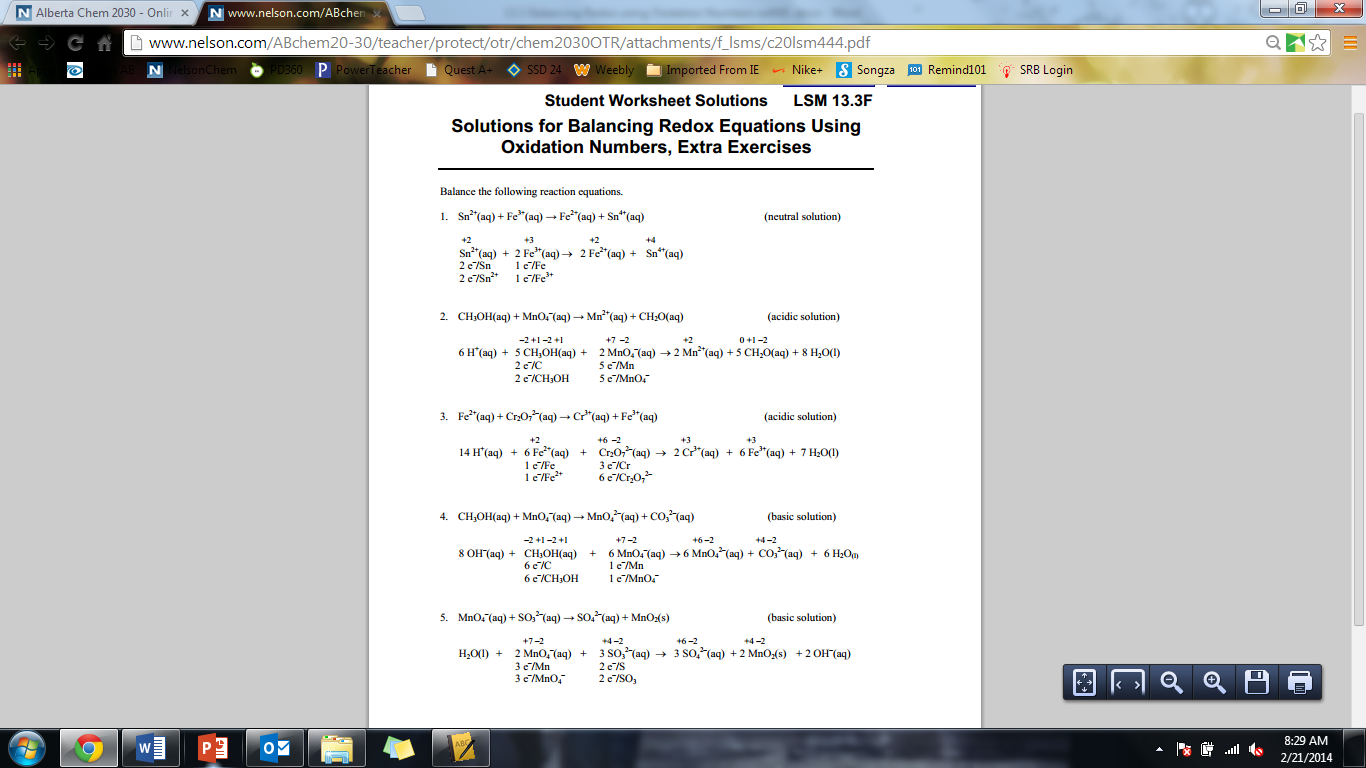 Alberta Chem 2030 - Onlin
www.nelson.com/ABchen
www.nelson.com/ABchem20-30/teacher/protect/otr/chem2030OTR/attachments/f_lsms/c20lsm444.pdf
NelsonChem PD360 PowerTeacher Quest A+ SSD 24 Weebly Imported From IE Nike+ Songza Remind101 SRB Login
Student Worksheet Solutions LSM 13.3F
Solutions for Balancing Redox Equations Using
Oxidation Numbers, Extra Exercises
Balance the following reaction equations.
1. Sn²⁺(aq) + Fe³⁺(aq) → Fe²⁺(aq) + Sn⁴⁺(aq) (neutral solution)
+2 +3 +2 +4
Sn²⁺(aq) + 2 Fe³⁺(aq) → 2 Fe²⁺(aq) + Sn⁴⁺(aq)
2 e⁻/Sn 1 e⁻/Fe
2 e⁻/Sn²⁺ 1 e⁻/Fe³⁺
2. CH₃OH(aq) + MnO₄⁻(aq) → Mn²⁺(aq) + CH₂O(aq) (acidic solution)
−2 +1 −2 +1 +7 −2 +2 0 +1 −2
6 H⁺(aq) + 5 CH₃OH(aq) + 2 MnO₄⁻(aq) → 2 Mn²⁺(aq) + 5 CH₂O(aq) + 8 H₂O(l)
2 e⁻/C 5 e⁻/Mn
2 e⁻/CH₃OH 5 e⁻/MnO₄⁻
3. Fe²⁺(aq) + Cr₂O₇²⁻(aq) → Cr³⁺(aq) + Fe³⁺(aq) (acidic solution)
+2 +6 −2 +3 +3
14 H⁺(aq) + 6 Fe²⁺(aq) + Cr₂O₇²⁻(aq) → 2 Cr³⁺(aq) + 6 Fe³⁺(aq) + 7 H₂O(l)
1 e⁻/Fe 3 e⁻/Cr
1 e⁻/Fe²⁺ 6 e⁻/Cr₂O₇²⁻
4. CH₃OH(aq) + MnO₄⁻(aq) → MnO₄²⁻(aq) + CO₃²⁻(aq) (basic solution)
−2 +1 −2 +1 +7 −2 +6 −2 +4 −2
8 OH⁻(aq) + CH₃OH(aq) + 6 MnO₄⁻(aq) → 6 MnO₄²⁻(aq) + CO₃²⁻(aq) + 6 H₂O(l)
6 e⁻/C 1 e⁻/Mn
6 e⁻/CH₃OH 1 e⁻/MnO₄⁻
5. MnO₄⁻(aq) + SO₃²⁻(aq) → SO₄²⁻(aq) + MnO₂(s) (basic solution)
+7 −2 +4 −2 +6 −2 +4 −2
H₂O(l) + 2 MnO₄⁻(aq) + 3 SO₃²⁻(aq) → 3 SO₄²⁻(aq) + 2 MnO₂(s) + 2 OH⁻(aq)
3 e⁻/Mn 2 e⁻/S
3 e⁻/MnO₄⁻ 2 e⁻/SO₃
8:29 AM
2/21/2014